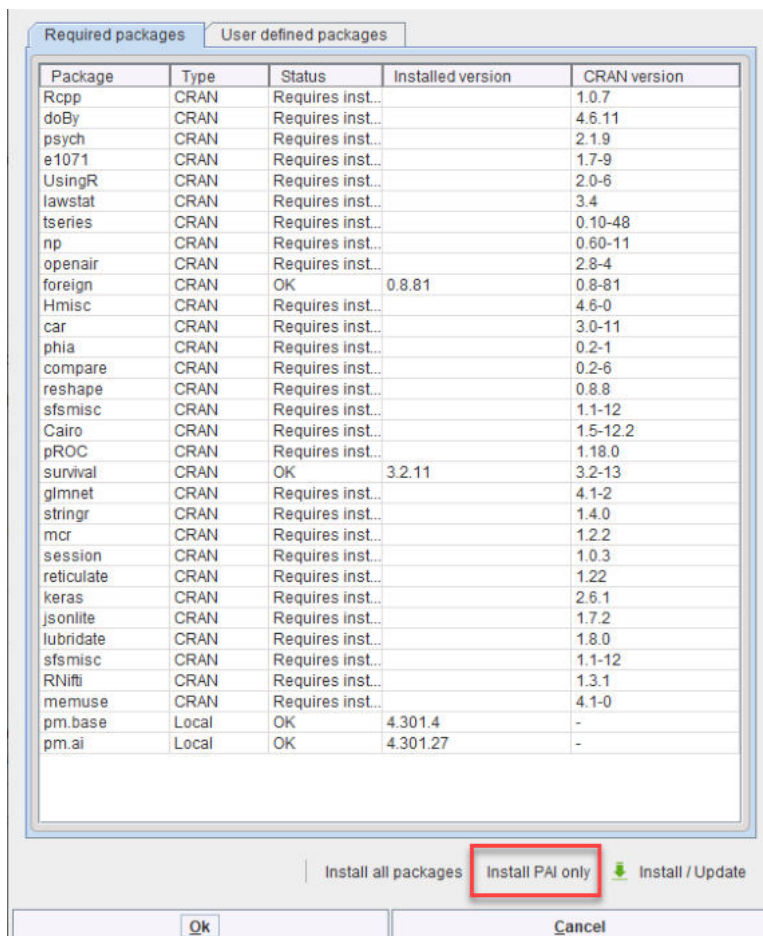 Required packages User defined packages
Package Type Status Installed version CRAN version
Rcpp CRAN Requires inst... 1.0.7
doBy CRAN Requires inst... 4.6.11
psych CRAN Requires inst... 2.1.9
e1071 CRAN Requires inst... 1.7-9
UsingR CRAN Requires inst... 2.0-6
lawstat CRAN Requires inst... 3.4
tseries CRAN Requires inst... 0.10-48
np CRAN Requires inst... 0.60-11
openair CRAN Requires inst... 2.8-4
foreign CRAN OK 0.8.81 0.8-81
Hmisc CRAN Requires inst... 4.6-0
car CRAN Requires inst... 3.0-11
phia CRAN Requires inst... 0.2-1
compare CRAN Requires inst... 0.2-6
reshape CRAN Requires inst... 0.8.8
sfsmisc CRAN Requires inst... 1.1-12
Cairo CRAN Requires inst... 1.5-12.2
pROC CRAN Requires inst... 1.18.0
survival CRAN OK 3.2.11 3.2-13
glmnet CRAN Requires inst... 4.1-2
stringr CRAN Requires inst... 1.4.0
mcr CRAN Requires inst... 1.2.2
session CRAN Requires inst... 1.0.3
reticulate CRAN Requires inst... 1.22
keras CRAN Requires inst... 2.6.1
jsonlite CRAN Requires inst... 1.7.2
lubridate CRAN Requires inst... 1.8.0
sfsmisc CRAN Requires inst... 1.1-12
RNifti CRAN Requires inst... 1.3.1
memuse CRAN Requires inst... 4.1-0
pm.base Local OK 4.301.4 -
pm.ai Local OK 4.301.27 -
Install all packages Install PAI only Install / Update
Ok Cancel